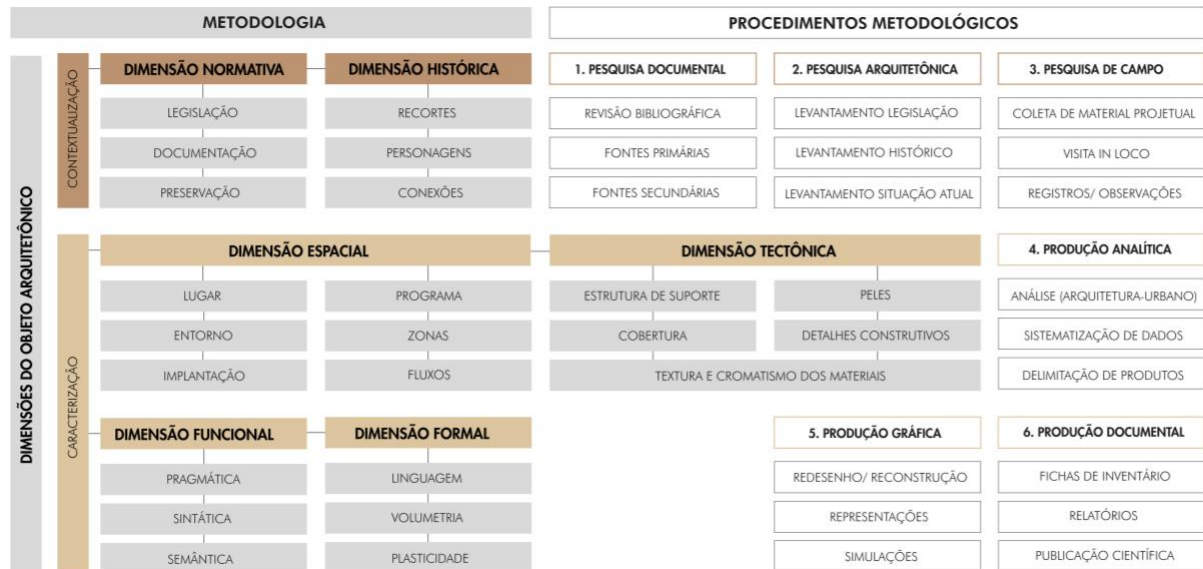 METODOLOGIA
PROCEDIMENTOS METODOLÓGICOS
DIMENSÕES DO OBJETO ARQUITETÔNICO
CONTEXTUALIZAÇÃO
DIMENSÃO NORMATIVA
LEGISLAÇÃO
DOCUMENTAÇÃO
PRESERVAÇÃO
DIMENSÃO HISTÓRICA
RECORTES
PERSONAGENS
CONEXÕES
1. PESQUISA DOCUMENTAL
REVISÃO BIBLIOGRÁFICA
FONTES PRIMÁRIAS
FONTES SECUNDÁRIAS
2. PESQUISA ARQUITETÔNICA
LEVANTAMENTO LEGISLAÇÃO
LEVANTAMENTO HISTÓRICO
LEVANTAMENTO SITUAÇÃO ATUAL
3. PESQUISA DE CAMPO
COLETA DE MATERIAL PROJETUAL
VISITA IN LOCO
REGISTROS/ OBSERVAÇÕES
CARACTERIZAÇÃO
DIMENSÃO ESPACIAL
LUGAR
ENTORNO
IMPLANTAÇÃO
PROGRAMA
ZONAS
FLUXOS
DIMENSÃO TECTÔNICA
ESTRUTURA DE SUPORTE
COBERTURA
PELES
DETALHES CONSTRUTIVOS
TEXTURA E CROMATISMO DOS MATERIAIS
4. PRODUÇÃO ANALÍTICA
ANÁLISE (ARQUITETURA-URBANO)
SISTEMATIZAÇÃO DE DADOS
DELIMITAÇÃO DE PRODUTOS
DIMENSÃO FUNCIONAL
PRAGMÁTICA
SINTÁTICA
SEMÂNTICA
DIMENSÃO FORMAL
LINGUAGEM
VOLUMETRIA
PLASTICIDADE
5. PRODUÇÃO GRÁFICA
REDESENHO/ RECONSTRUÇÃO
REPRESENTAÇÕES
SIMULAÇÕES
6. PRODUÇÃO DOCUMENTAL
FICHAS DE INVENTÁRIO
RELATÓRIOS
PUBLICAÇÃO CIENTÍFICA